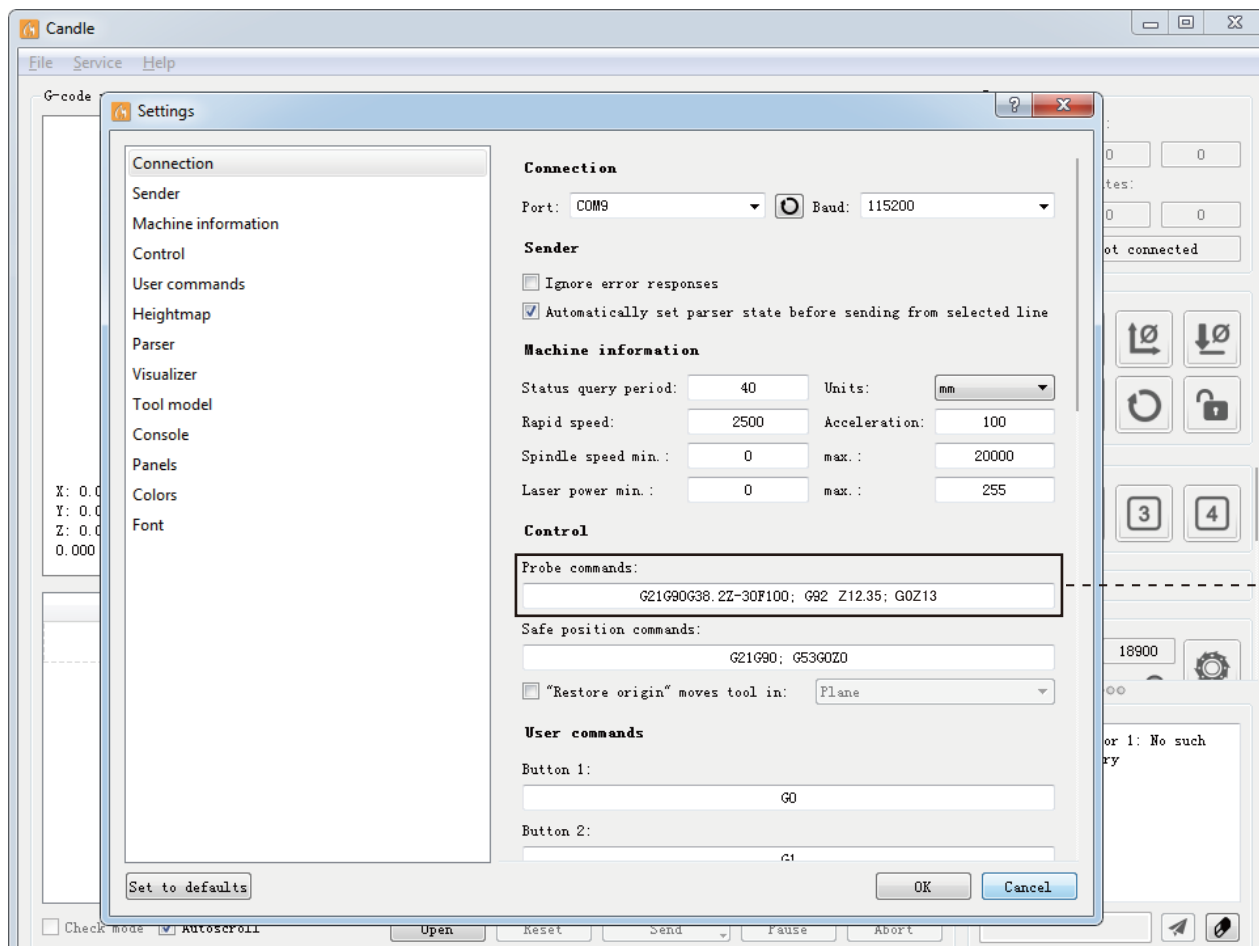 Candle
File Service Help
G-code
Settings
Connection
Sender
Machine information
Control
User commands
Heightmap
Parser
Visualizer
Tool model
Console
Panels
Colors
Font
Connection
Port: COM9 Baud: 115200
Sender
Ignore error responses
Automatically set parser state before sending from selected line
Machine information
Status query period: 40 Units: mm
Rapid speed: 2500 Acceleration: 100
Spindle speed min.: 0 max.: 20000
Laser power min.: 0 max.: 255
Control
Probe commands:
G21G90G38.2Z-30F100; G92 Z12.35; G0Z13
Safe position commands:
G21G90; G53G0Z0
"Restore origin" moves tool in: Plane
User commands
Button 1:
G0
Button 2:
G1
Set to defaults OK Cancel
X: 0.0
Y: 0.0
Z: 0.0
0.000
0 0
tes:
0 0
ot connected
3 4
18900
or 1: No such
ry
Check mode Autoscroll Open Reset Send Pause Abort